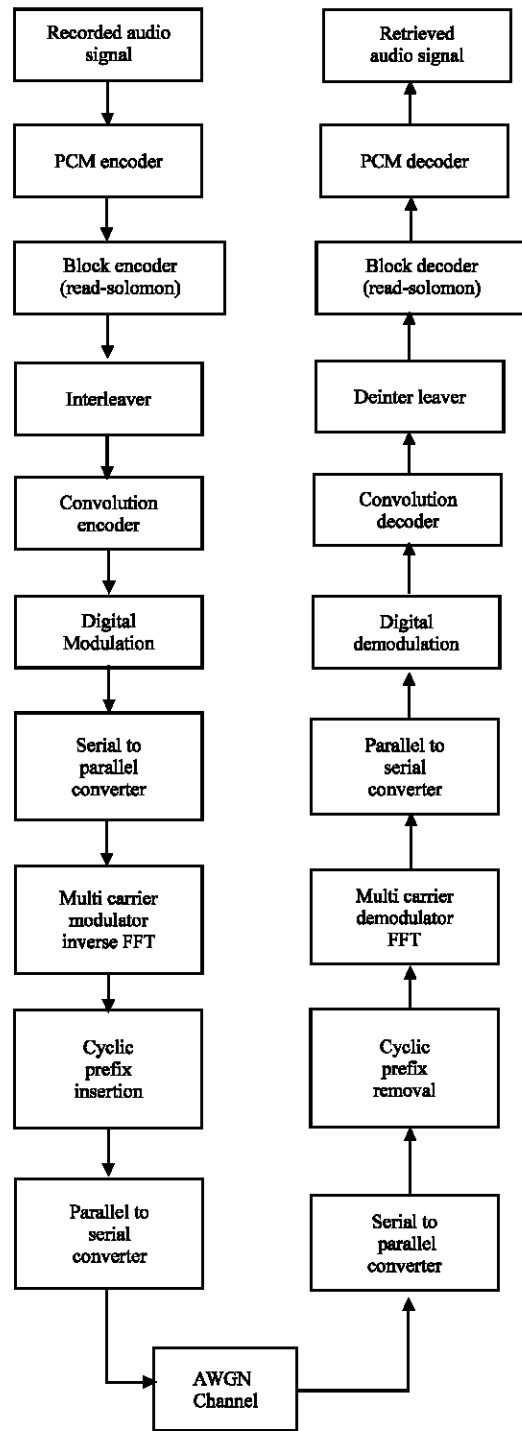 Recorded audio
signal
PCM encoder
Block encoder
(read-solomon)
Interleaver
Convolution
encoder
Digital
Modulation
Serial to
parallel
converter
Multi carrier
modulator
inverse FFT
Cyclic
prefix
insertion
Parallel to
serial
converter
AWGN
Channel
Retrieved
audio signal
PCM decoder
Block decoder
(read-solomon)
Deinter leaver
Convolution
decoder
Digital
demodulation
Parallel to
serial
converter
Multi carrier
demodulator
FFT
Cyclic
prefix
removal
Serial to
parallel
converter